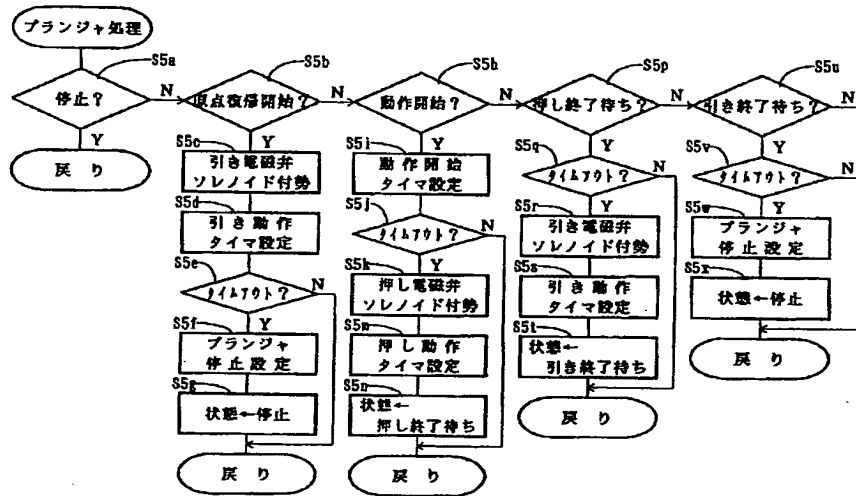 プランジャ処理
S5a
停止？
N
Y
戻り
S5b
原点復帰開始？
N
Y
S5c
引き電磁弁
ソレノイド付勢
S5d
引き動作
タイマ設定
S5e
タイムアウト？
N
Y
S5f
プランジャ
停止設定
S5g
状態←停止
戻り
S5h
動作開始？
N
Y
S5i
動作開始
タイマ設定
S5j
タイムアウト？
N
Y
S5k
押し電磁弁
ソレノイド付勢
S5m
押し動作
タイマ設定
S5n
状態←
押し終了待ち
戻り
S5p
押し終了待ち？
N
Y
S5q
タイムアウト？
N
Y
S5r
引き電磁弁
ソレノイド付勢
S5s
引き動作
タイマ設定
S5t
状態←
引き終了待ち
戻り
S5u
引き終了待ち？
N
Y
S5v
タイムアウト？
N
Y
S5w
プランジャ
停止設定
S5x
状態←停止
戻り